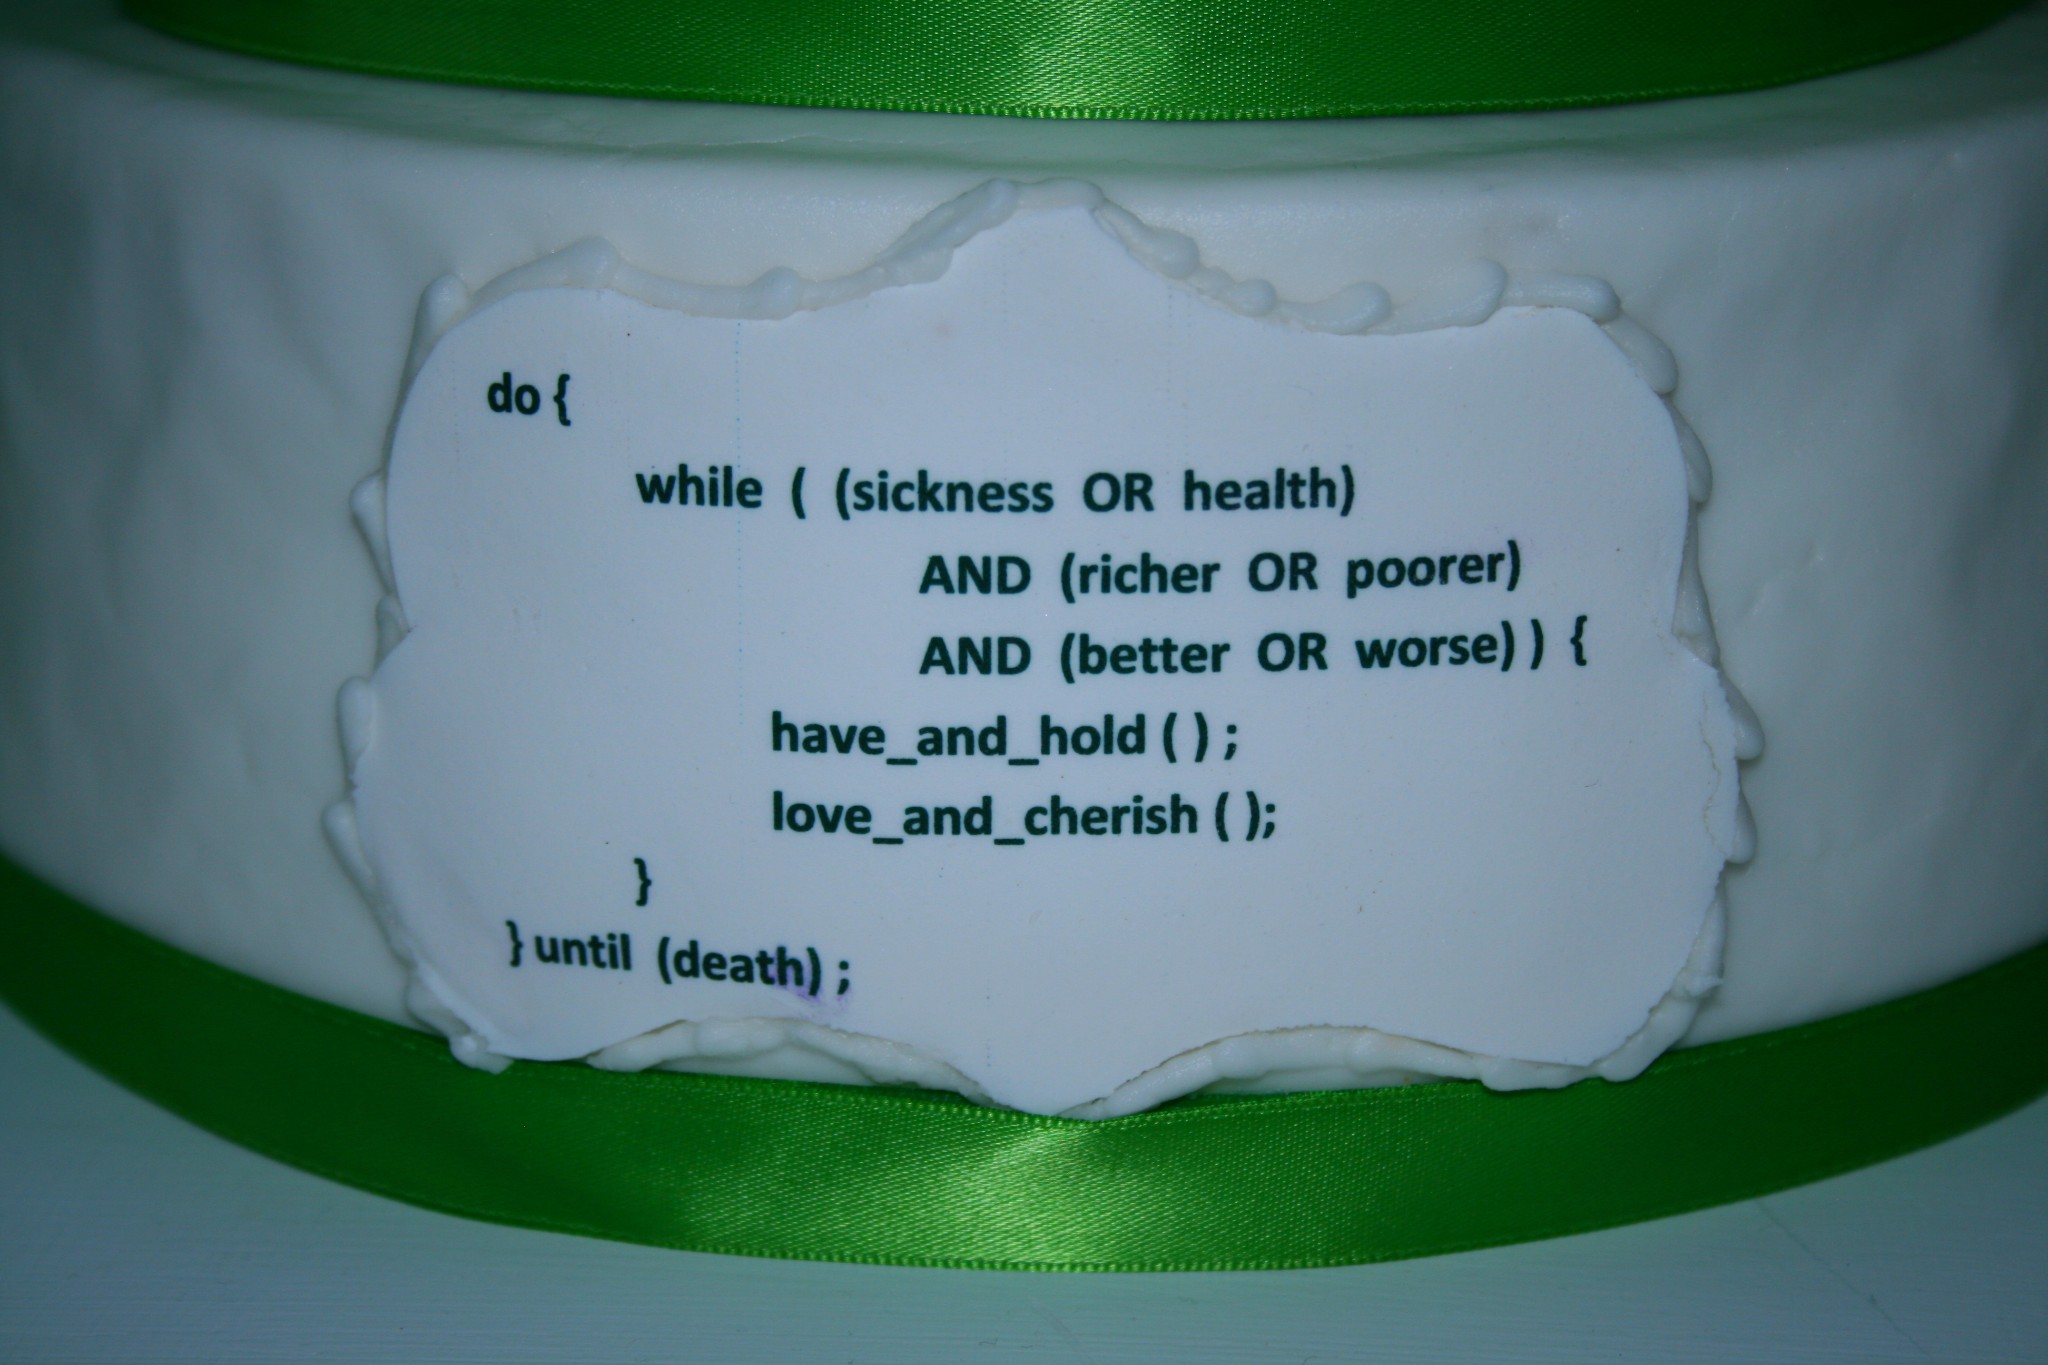 do {
while ( (sickness OR health)
AND (richer OR poorer)
AND (better OR worse) ) {
have_and_hold ( ) ;
love_and_cherish ( );
}
} until (death) ;